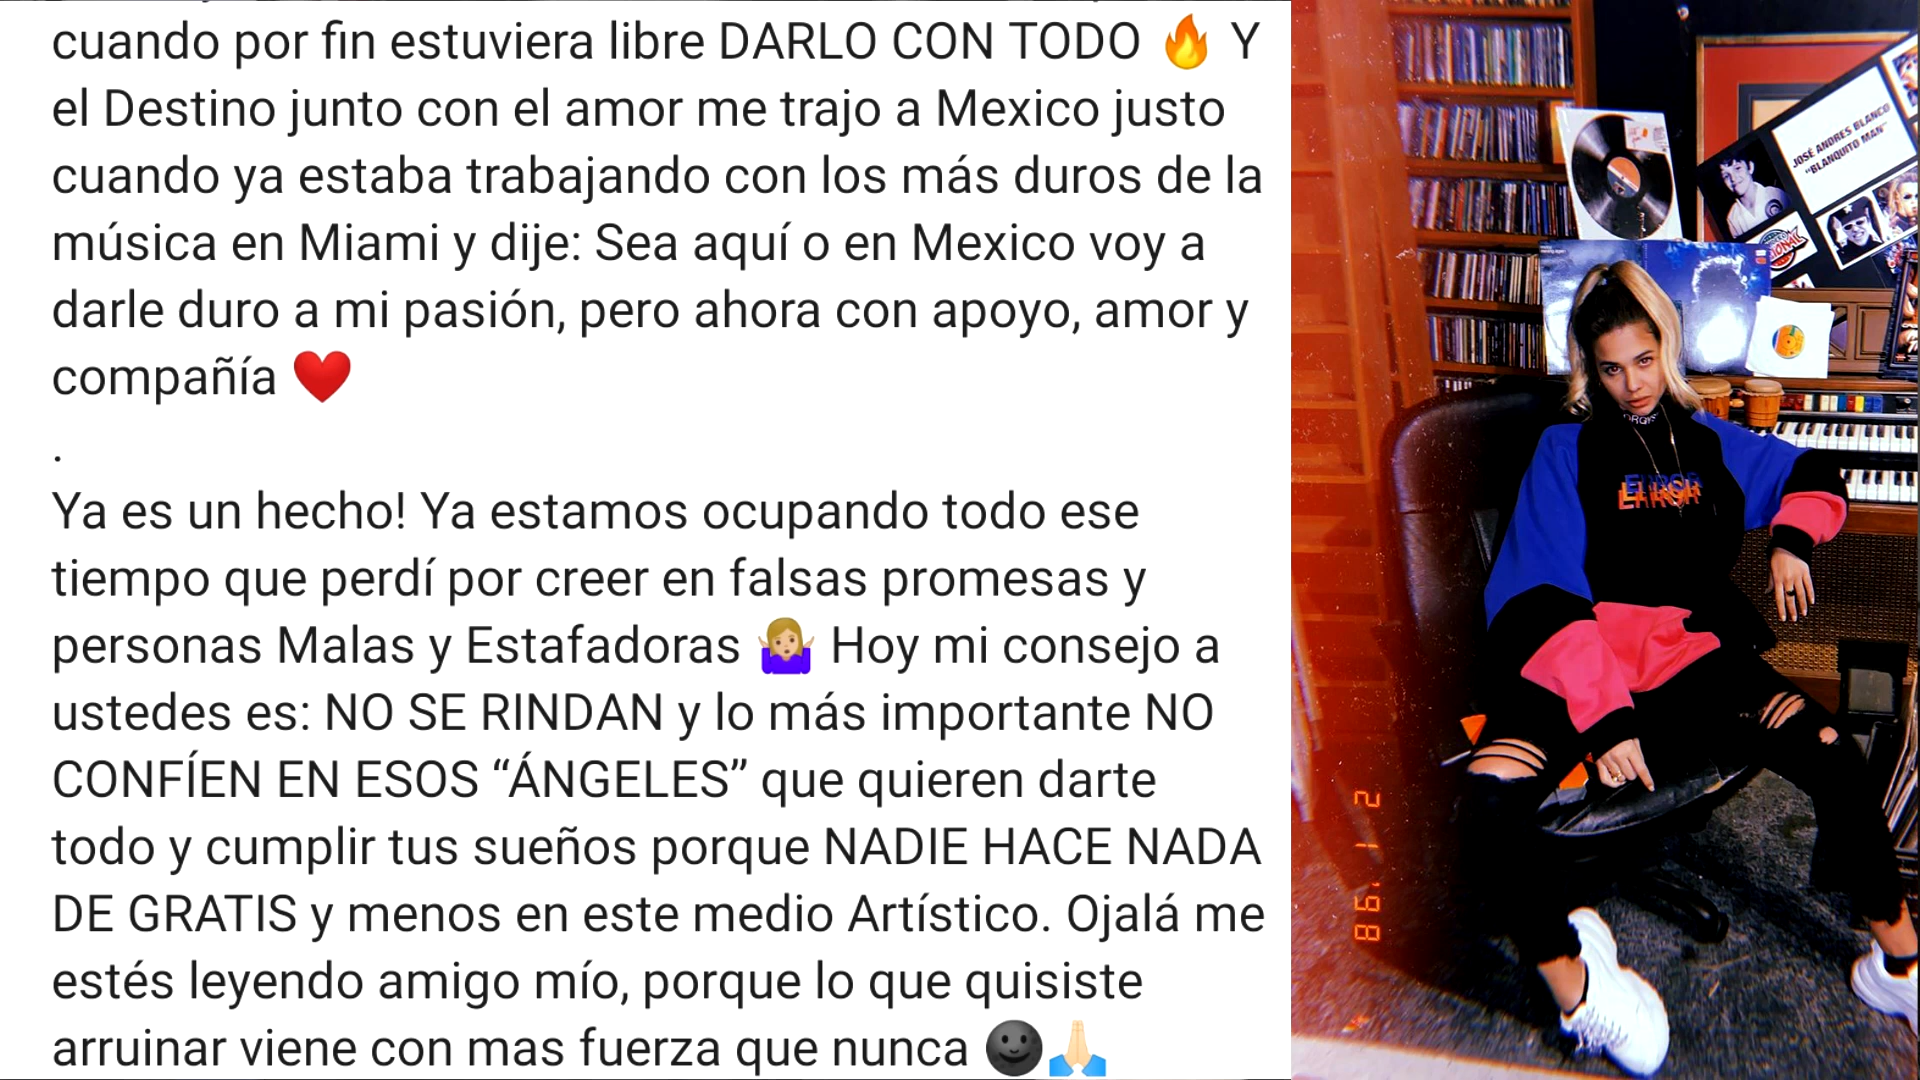 cuando por fin estuviera libre DARLO CON TODO 🔥 Y
el Destino junto con el amor me trajo a Mexico justo
cuando ya estaba trabajando con los más duros de la
música en Miami y dije: Sea aquí o en Mexico voy a
darle duro a mi pasión, pero ahora con apoyo, amor y
compañía ❤️
.
Ya es un hecho! Ya estamos ocupando todo ese
tiempo que perdí por creer en falsas promesas y
personas Malas y Estafadoras 🤷🏼‍♀️ Hoy mi consejo a
ustedes es: NO SE RINDAN y lo más importante NO
CONFÍEN EN ESOS “ÁNGELES” que quieren darte
todo y cumplir tus sueños porque NADIE HACE NADA
DE GRATIS y menos en este medio Artístico. Ojalá me
estés leyendo amigo mío, porque lo que quisiste
arruinar viene con mas fuerza que nunca 🌚🙏🏻
JOSÉ ANDRES BLANCO
"BLANQUITO MAN"
ERROR
2 1 '98